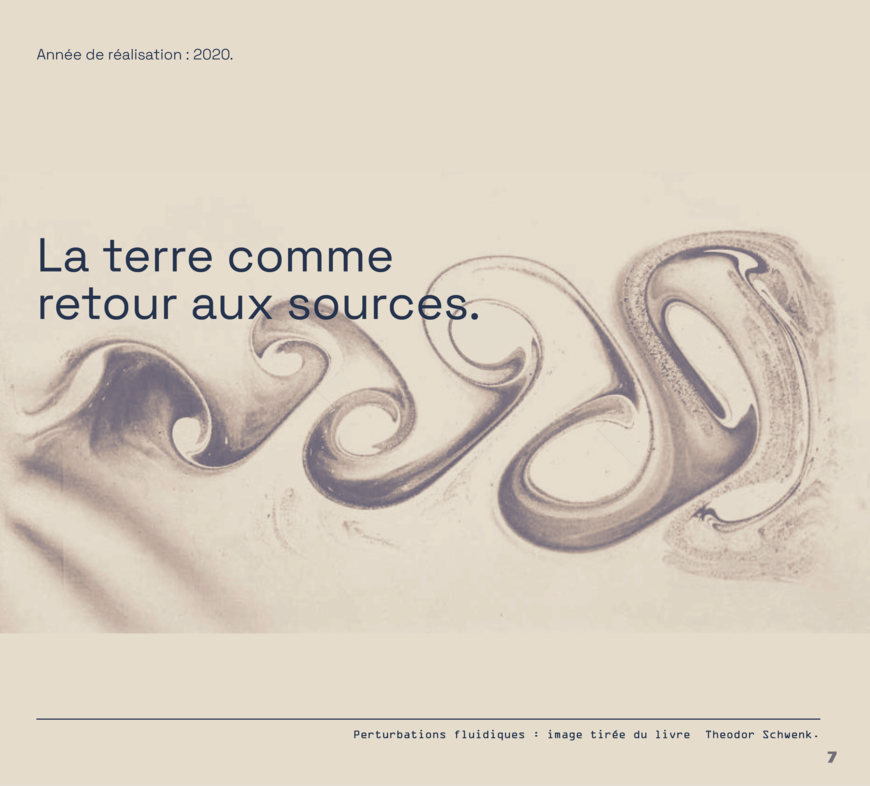 Année de réalisation : 2020.
La terre comme
retour aux sources.
Perturbations fluidiques : image tirée du livre  Theodor Schwenk.
7